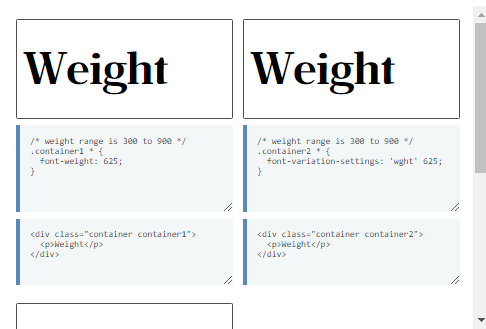 Weight
Weight
/* weight range is 300 to 900 */
.container1 * {
  font-weight: 625;
}
/* weight range is 300 to 900 */
.container2 * {
  font-variation-settings: 'wght' 625;
}
<div class="container container1">
  <p>Weight</p>
</div>
<div class="container container2">
  <p>Weight</p>
</div>